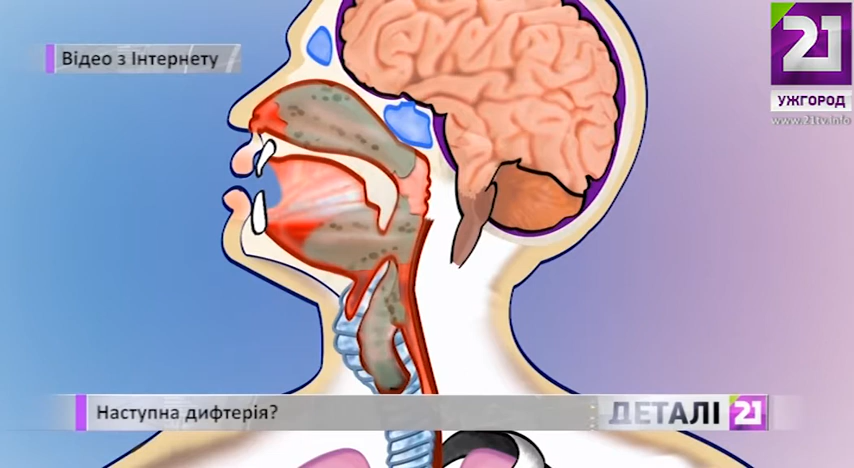 Відео з Інтернету
21
УЖГОРОД
www.21tv.info
Наступна дифтерія?
ДЕТАЛІ 21